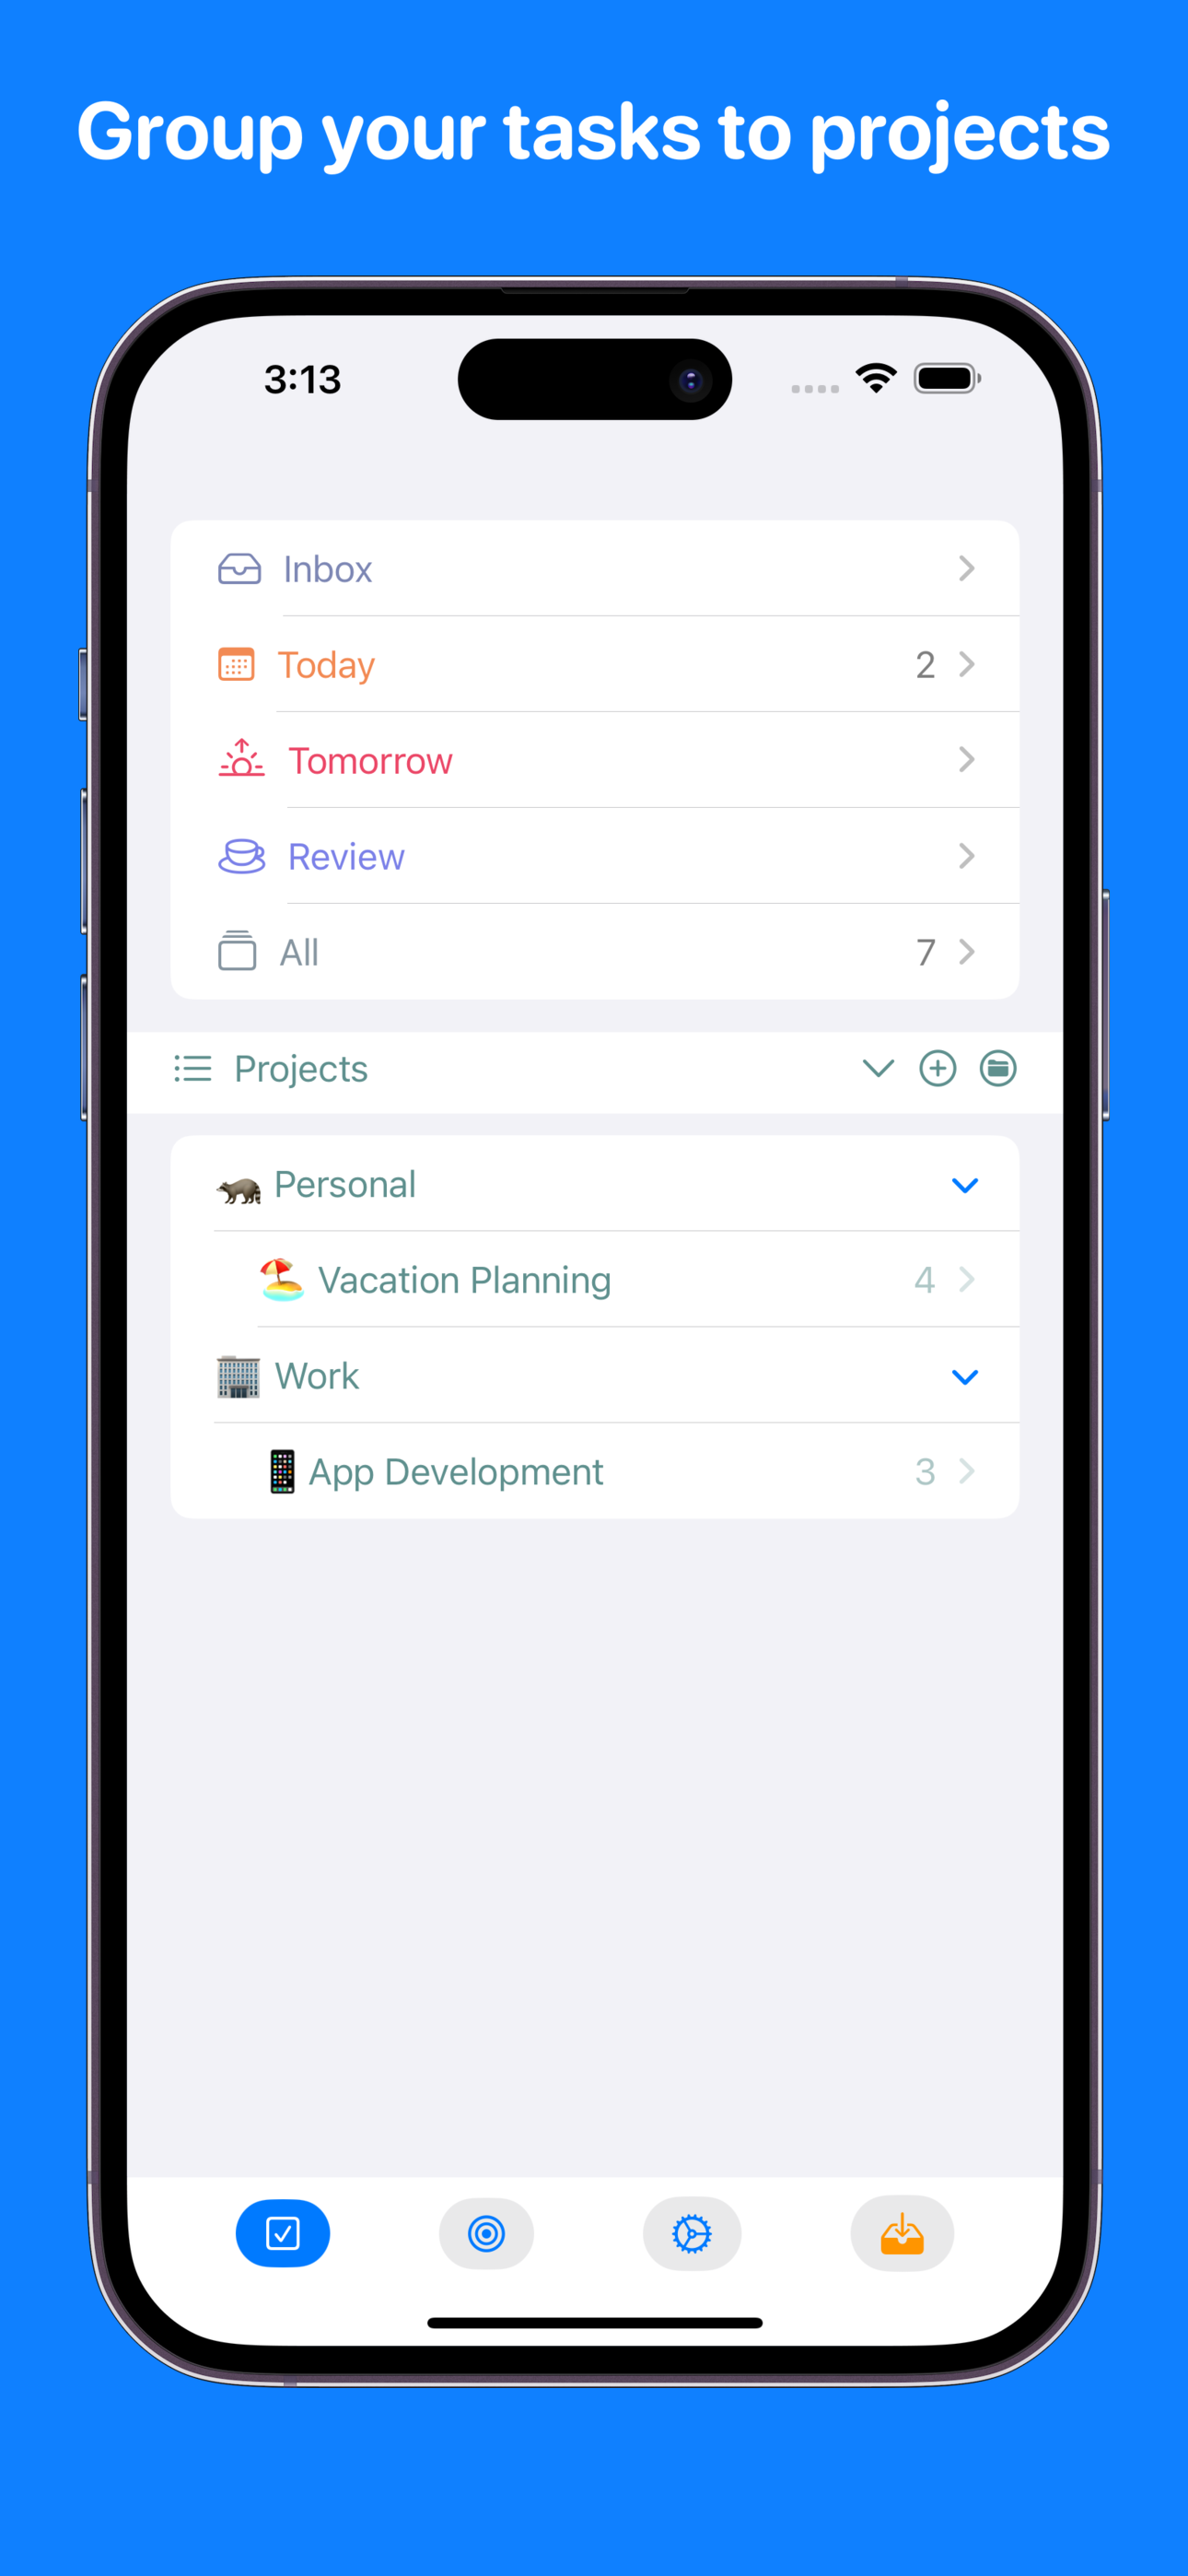 Group your tasks to projects
3:13
Inbox
Today 2
Tomorrow
Review
All 7
Projects
Personal
Vacation Planning 4
Work
App Development 3